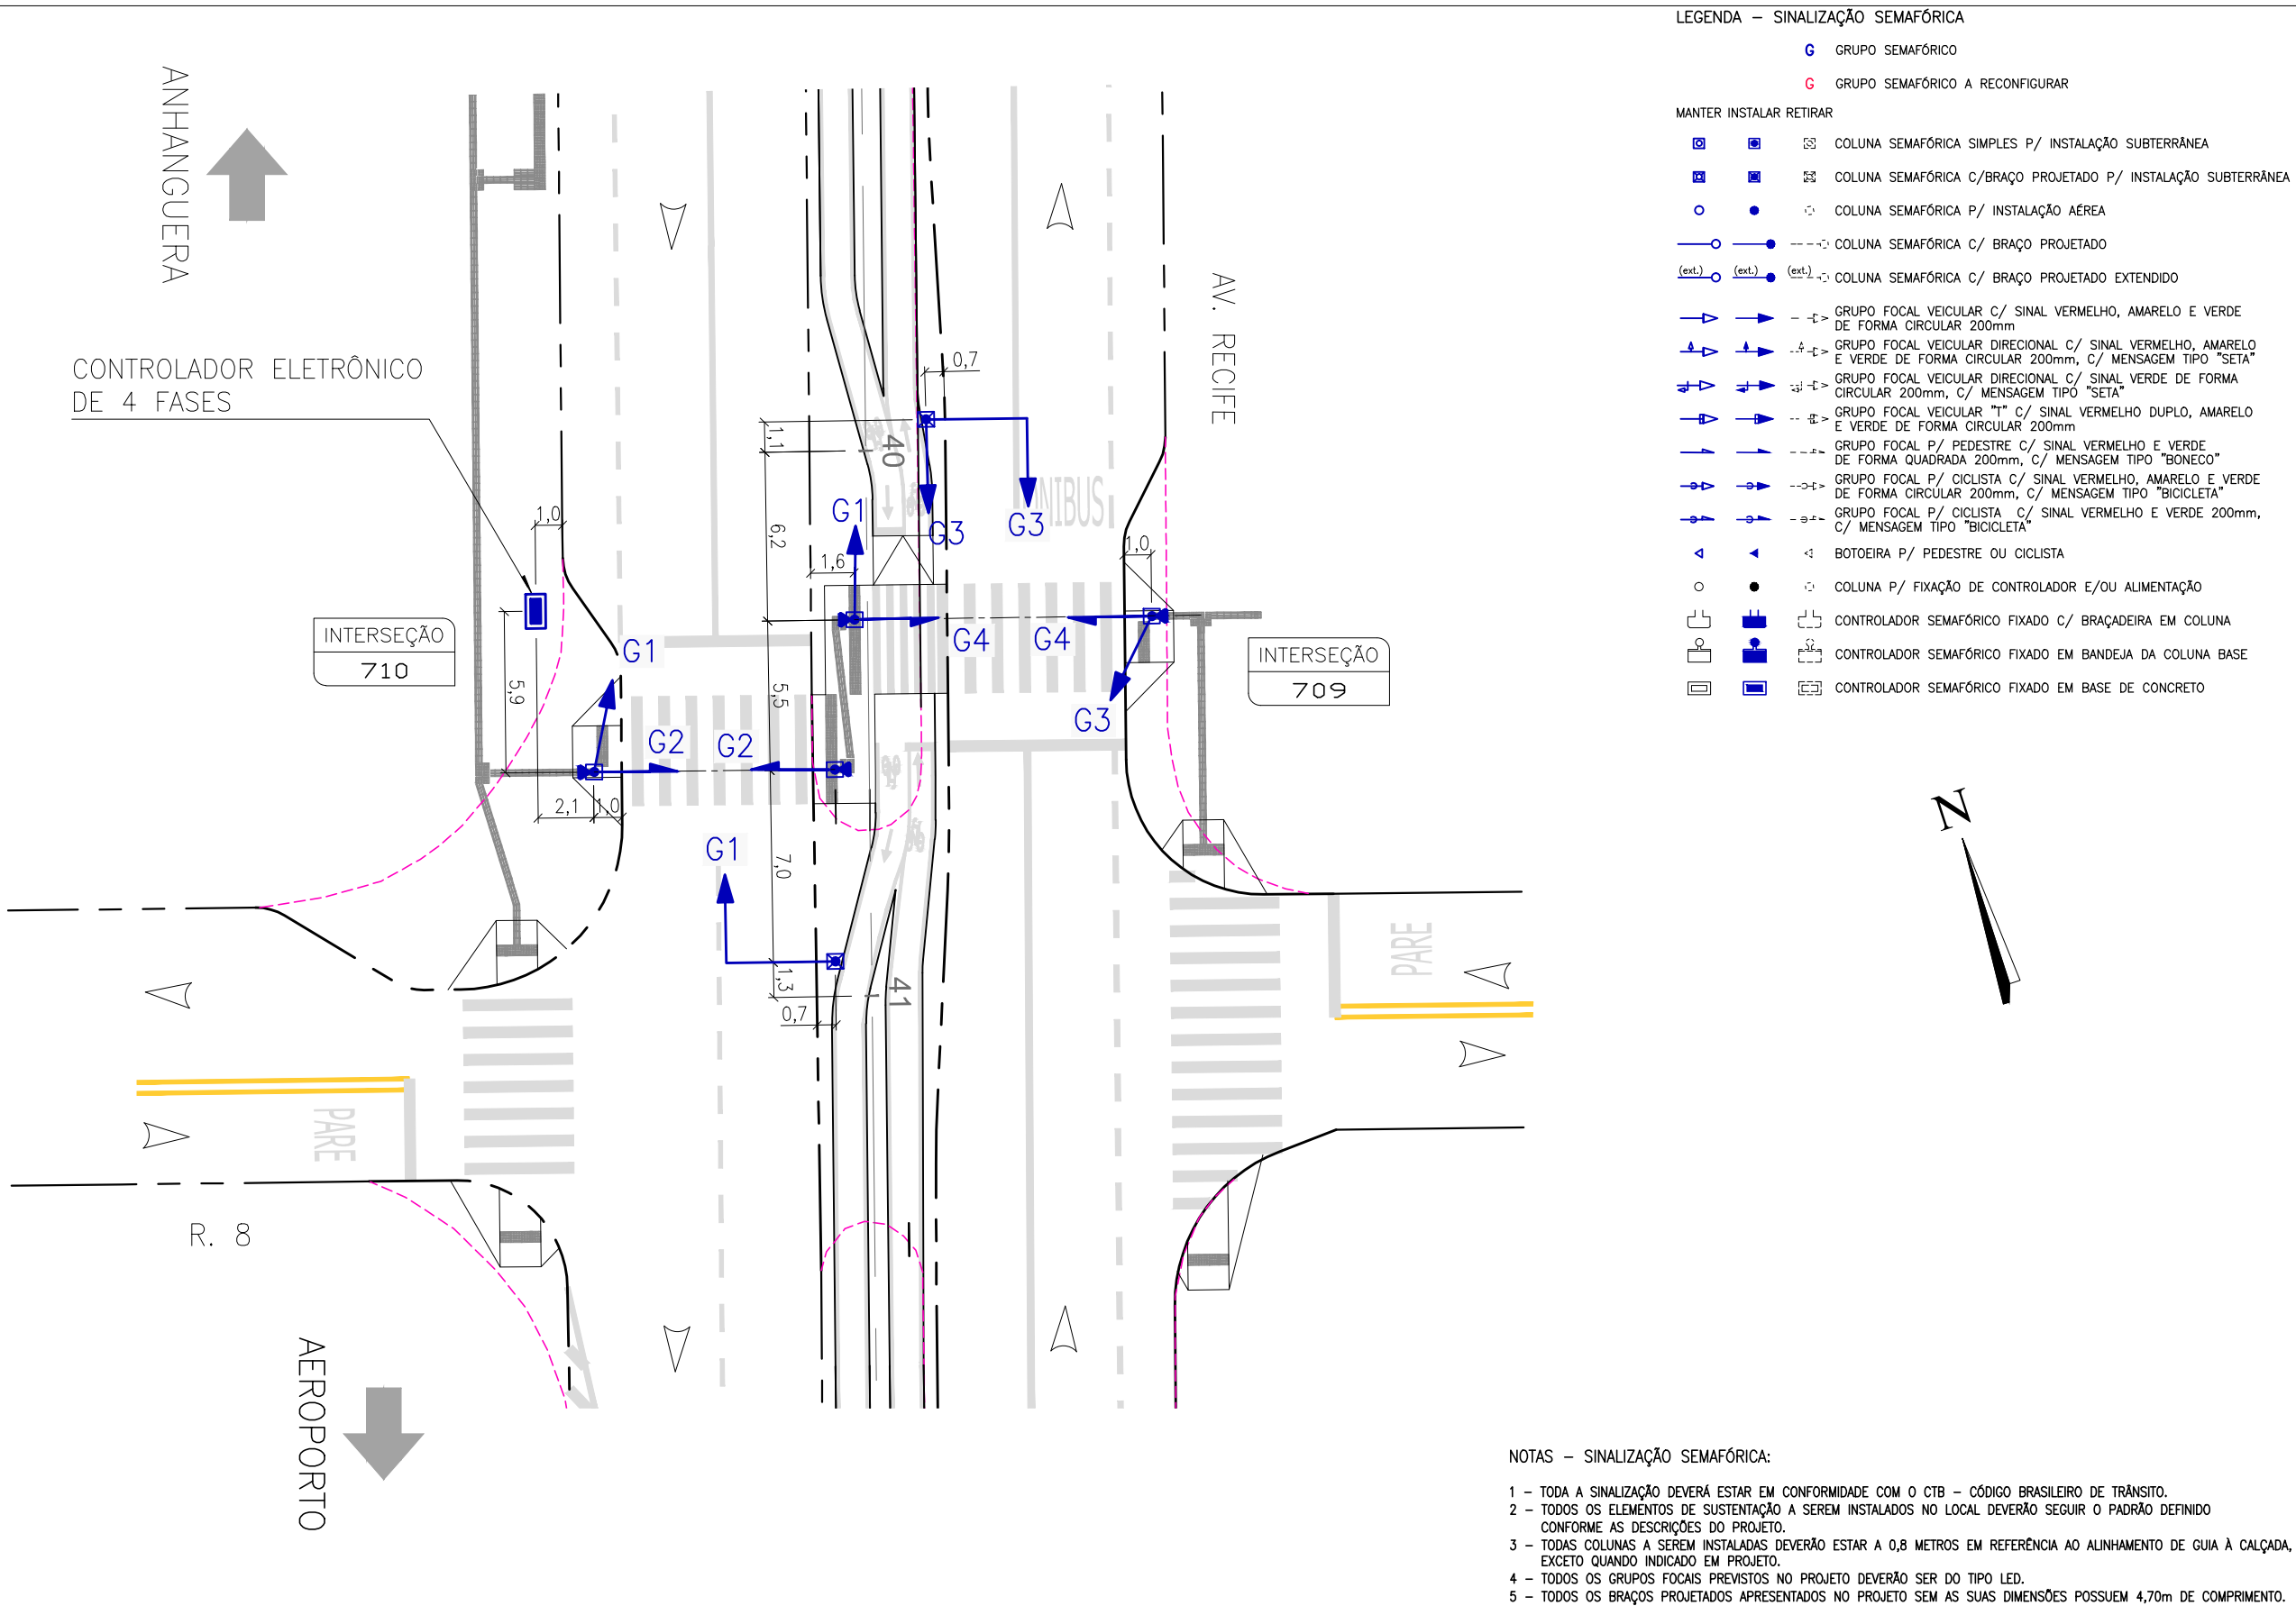 LEGENDA – SINALIZAÇÃO SEMAFÓRICA
G GRUPO SEMAFÓRICO
G GRUPO SEMAFÓRICO A RECONFIGURAR
MANTER INSTALAR RETIRAR
COLUNA SEMAFÓRICA SIMPLES P/ INSTALAÇÃO SUBTERRÂNEA
COLUNA SEMAFÓRICA C/BRAÇO PROJETADO P/ INSTALAÇÃO SUBTERRÂNEA
COLUNA SEMAFÓRICA P/ INSTALAÇÃO AÉREA
COLUNA SEMAFÓRICA C/ BRAÇO PROJETADO
(ext.) (ext.) (ext.) COLUNA SEMAFÓRICA C/ BRAÇO PROJETADO EXTENDIDO
GRUPO FOCAL VEICULAR C/ SINAL VERMELHO, AMARELO E VERDE
DE FORMA CIRCULAR 200mm
GRUPO FOCAL VEICULAR DIRECIONAL C/ SINAL VERMELHO, AMARELO
E VERDE DE FORMA CIRCULAR 200mm, C/ MENSAGEM TIPO "SETA"
GRUPO FOCAL VEICULAR DIRECIONAL C/ SINAL VERDE DE FORMA
CIRCULAR 200mm, C/ MENSAGEM TIPO "SETA"
GRUPO FOCAL VEICULAR "T" C/ SINAL VERMELHO DUPLO, AMARELO
E VERDE DE FORMA CIRCULAR 200mm
GRUPO FOCAL P/ PEDESTRE C/ SINAL VERMELHO E VERDE
DE FORMA QUADRADA 200mm, C/ MENSAGEM TIPO "BONECO"
GRUPO FOCAL P/ CICLISTA C/ SINAL VERMELHO, AMARELO E VERDE
DE FORMA CIRCULAR 200mm, C/ MENSAGEM TIPO "BICICLETA"
GRUPO FOCAL P/ CICLISTA C/ SINAL VERMELHO E VERDE 200mm,
C/ MENSAGEM TIPO "BICICLETA"
BOTOEIRA P/ PEDESTRE OU CICLISTA
COLUNA P/ FIXAÇÃO DE CONTROLADOR E/OU ALIMENTAÇÃO
CONTROLADOR SEMAFÓRICO FIXADO C/ BRAÇADEIRA EM COLUNA
CONTROLADOR SEMAFÓRICO FIXADO EM BANDEJA DA COLUNA BASE
CONTROLADOR SEMAFÓRICO FIXADO EM BASE DE CONCRETO
ANHANGUERA
AV. RECIFE
CONTROLADOR ELETRÔNICO
DE 4 FASES
0,7
1,1
40
6,2
G1
G3
G3
ÔNIBUS
1,0
1,6
1,0
INTERSEÇÃO
710
G1
G4
G4
INTERSEÇÃO
709
5,9
5,5
G3
G2
G2
2,1
1,0
N
G1
7,0
1,3
41
0,7
PARE
PARE
R. 8
AEROPORTO
NOTAS – SINALIZAÇÃO SEMAFÓRICA:
1 – TODA A SINALIZAÇÃO DEVERÁ ESTAR EM CONFORMIDADE COM O CTB – CÓDIGO BRASILEIRO DE TRÂNSITO.
2 – TODOS OS ELEMENTOS DE SUSTENTAÇÃO A SEREM INSTALADOS NO LOCAL DEVERÃO SEGUIR O PADRÃO DEFINIDO
CONFORME AS DESCRIÇÕES DO PROJETO.
3 – TODAS COLUNAS A SEREM INSTALADAS DEVERÃO ESTAR A 0,8 METROS EM REFERÊNCIA AO ALINHAMENTO DE GUIA À CALÇADA,
EXCETO QUANDO INDICADO EM PROJETO.
4 – TODOS OS GRUPOS FOCAIS PREVISTOS NO PROJETO DEVERÃO SER DO TIPO LED.
5 – TODOS OS BRAÇOS PROJETADOS APRESENTADOS NO PROJETO SEM AS SUAS DIMENSÕES POSSUEM 4,70m DE COMPRIMENTO.